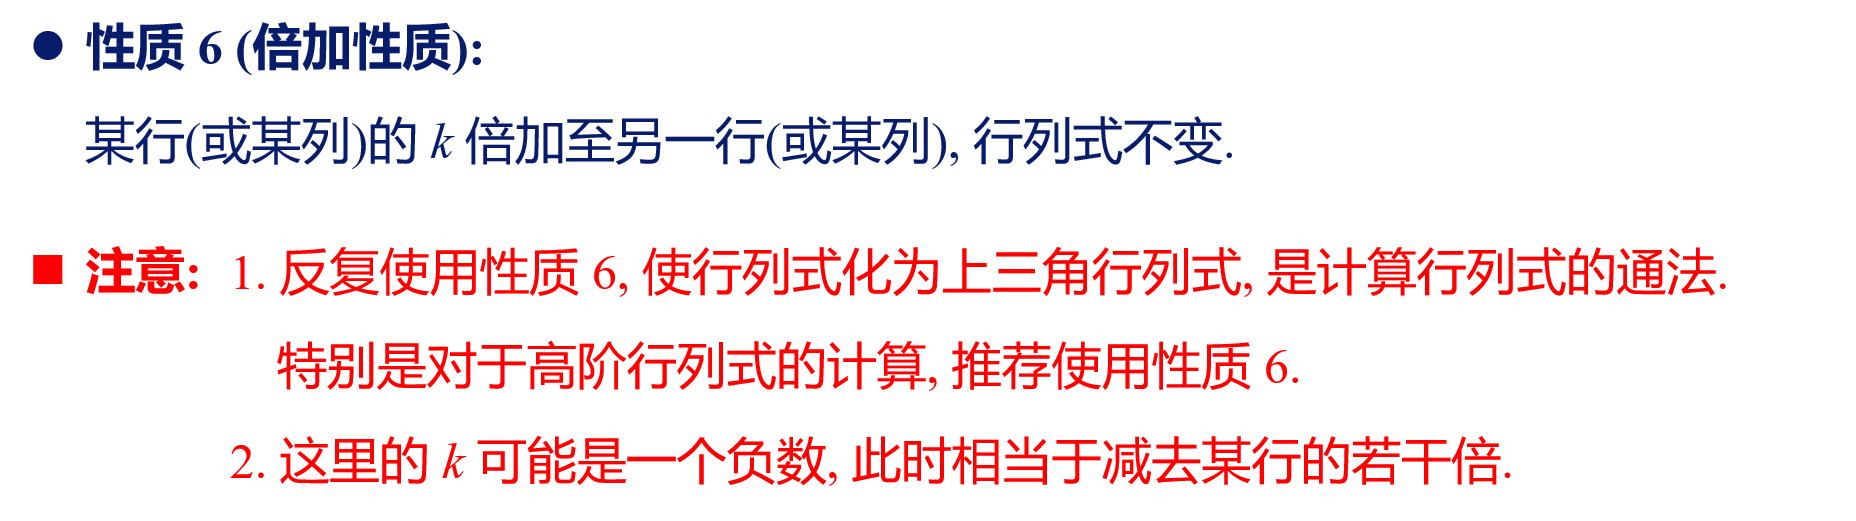 ● 性质 6 (倍加性质):
某行(或某列)的 k 倍加至另一行(或某列), 行列式不变.
■ 注意: 1. 反复使用性质 6, 使行列式化为上三角行列式, 是计算行列式的通法.
特别是对于高阶行列式的计算, 推荐使用性质 6.
2. 这里的 k 可能是一个负数, 此时相当于减去某行的若干倍.